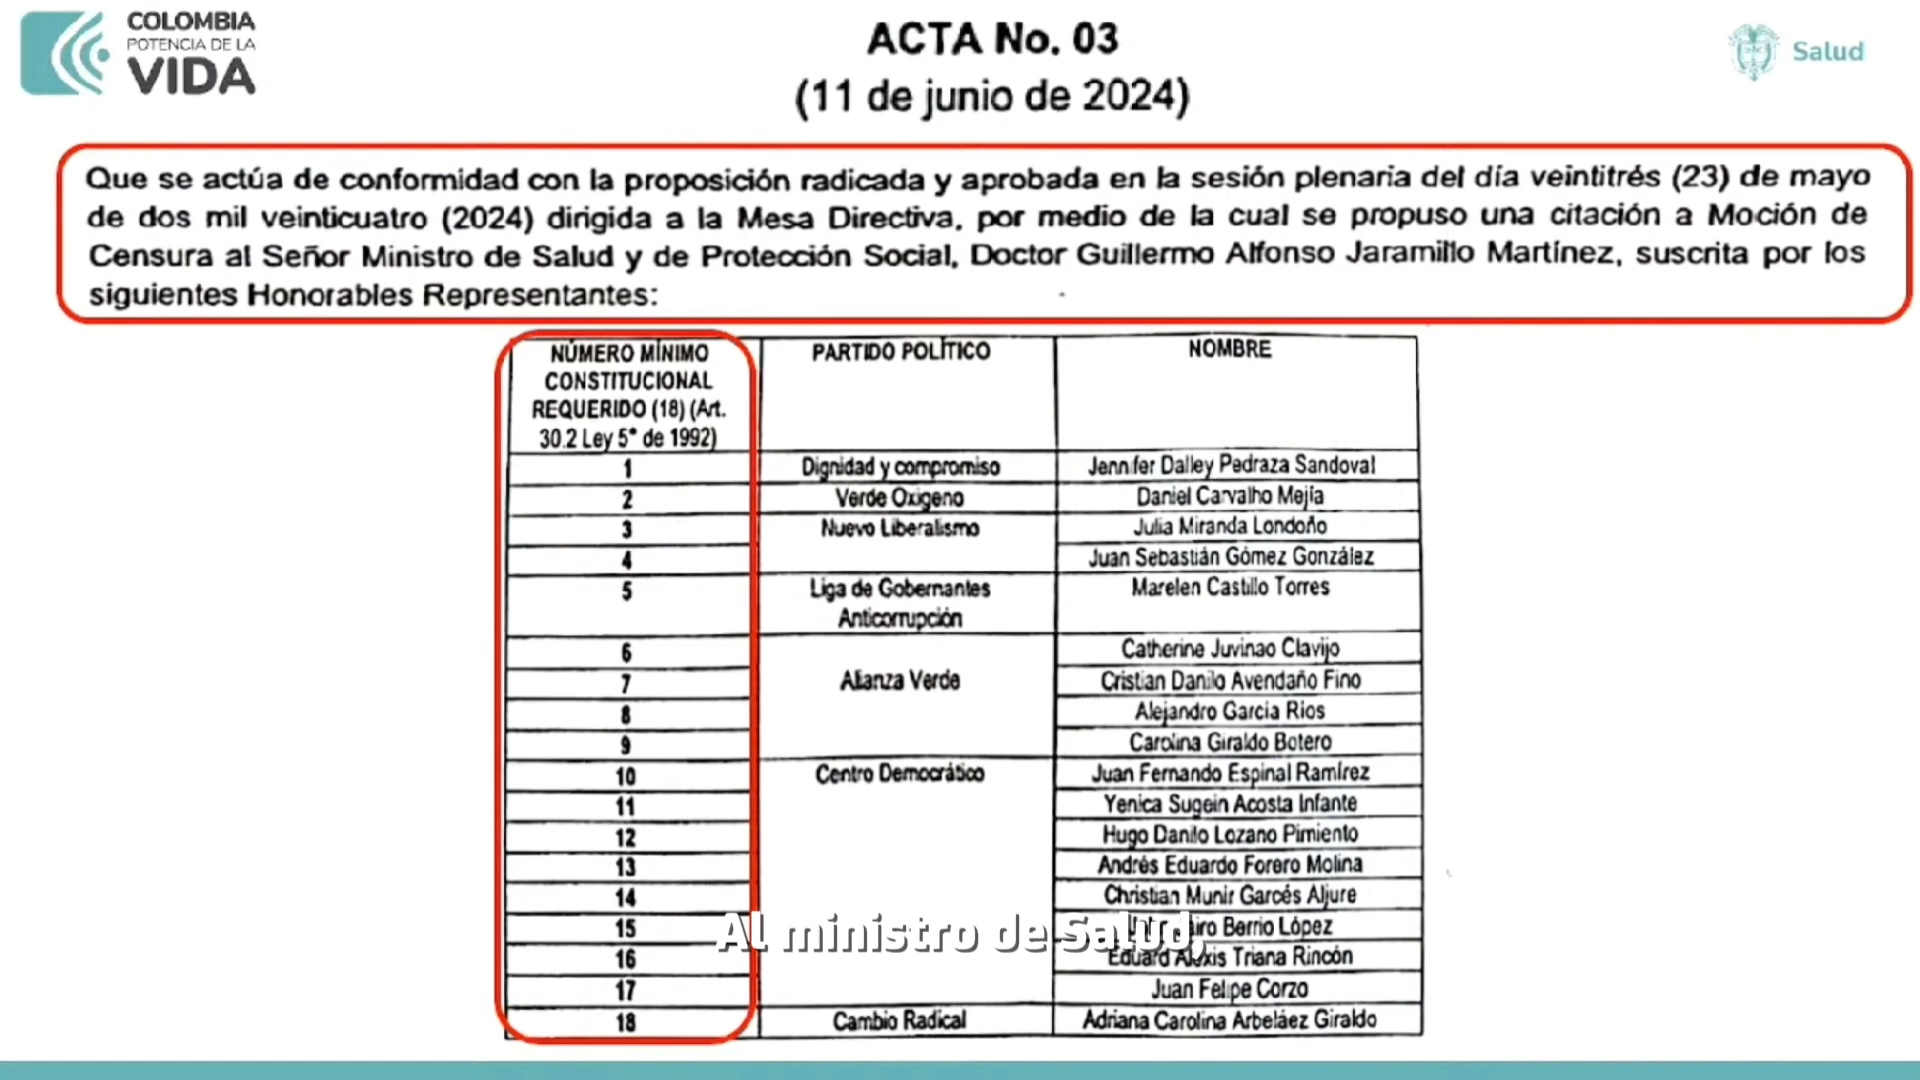 COLOMBIA
POTENCIA DE LA
VIDA
ACTA No. 03
(11 de junio de 2024)
Salud
Que se actúa de conformidad con la proposición radicada y aprobada en la sesión plenaria del día veintitrés (23) de mayo
de dos mil veinticuatro (2024) dirigida a la Mesa Directiva, por medio de la cual se propuso una citación a Moción de
Censura al Señor Ministro de Salud y de Protección Social, Doctor Guillermo Alfonso Jaramillo Martínez, suscrita por los
siguientes Honorables Representantes:
NÚMERO MÍNIMO
CONSTITUCIONAL
REQUERIDO (18) (Art.
30.2 Ley 5ª de 1992)
PARTIDO POLÍTICO
NOMBRE
1 Dignidad y compromiso Jennifer Dalley Pedraza Sandoval
2 Verde Oxigeno Daniel Carvalho Mejía
3 Nuevo Liberalismo Julia Miranda Londoño
4 Juan Sebastián Gómez González
5 Liga de Gobernantes Marelen Castillo Torres
Anticorrupción
6 Catherine Juvinao Clavijo
7 Alianza Verde Cristian Danilo Avendaño Fino
8 Alejandro Garcia Rios
9 Carolina Giraldo Botero
10 Centro Democrático Juan Fernando Espinal Ramírez
11 Yenica Sugein Acosta Infante
12 Hugo Danilo Lozano Pimiento
13 Andrés Eduardo Forero Molina
14 Christian Munir Garcés Aljure
15 Berrio López
Al ministro de Salud,
16 Eduard Alexis Triana Rincón
17 Juan Felipe Corzo
18 Cambio Radical Adriana Carolina Arbeláez Giraldo